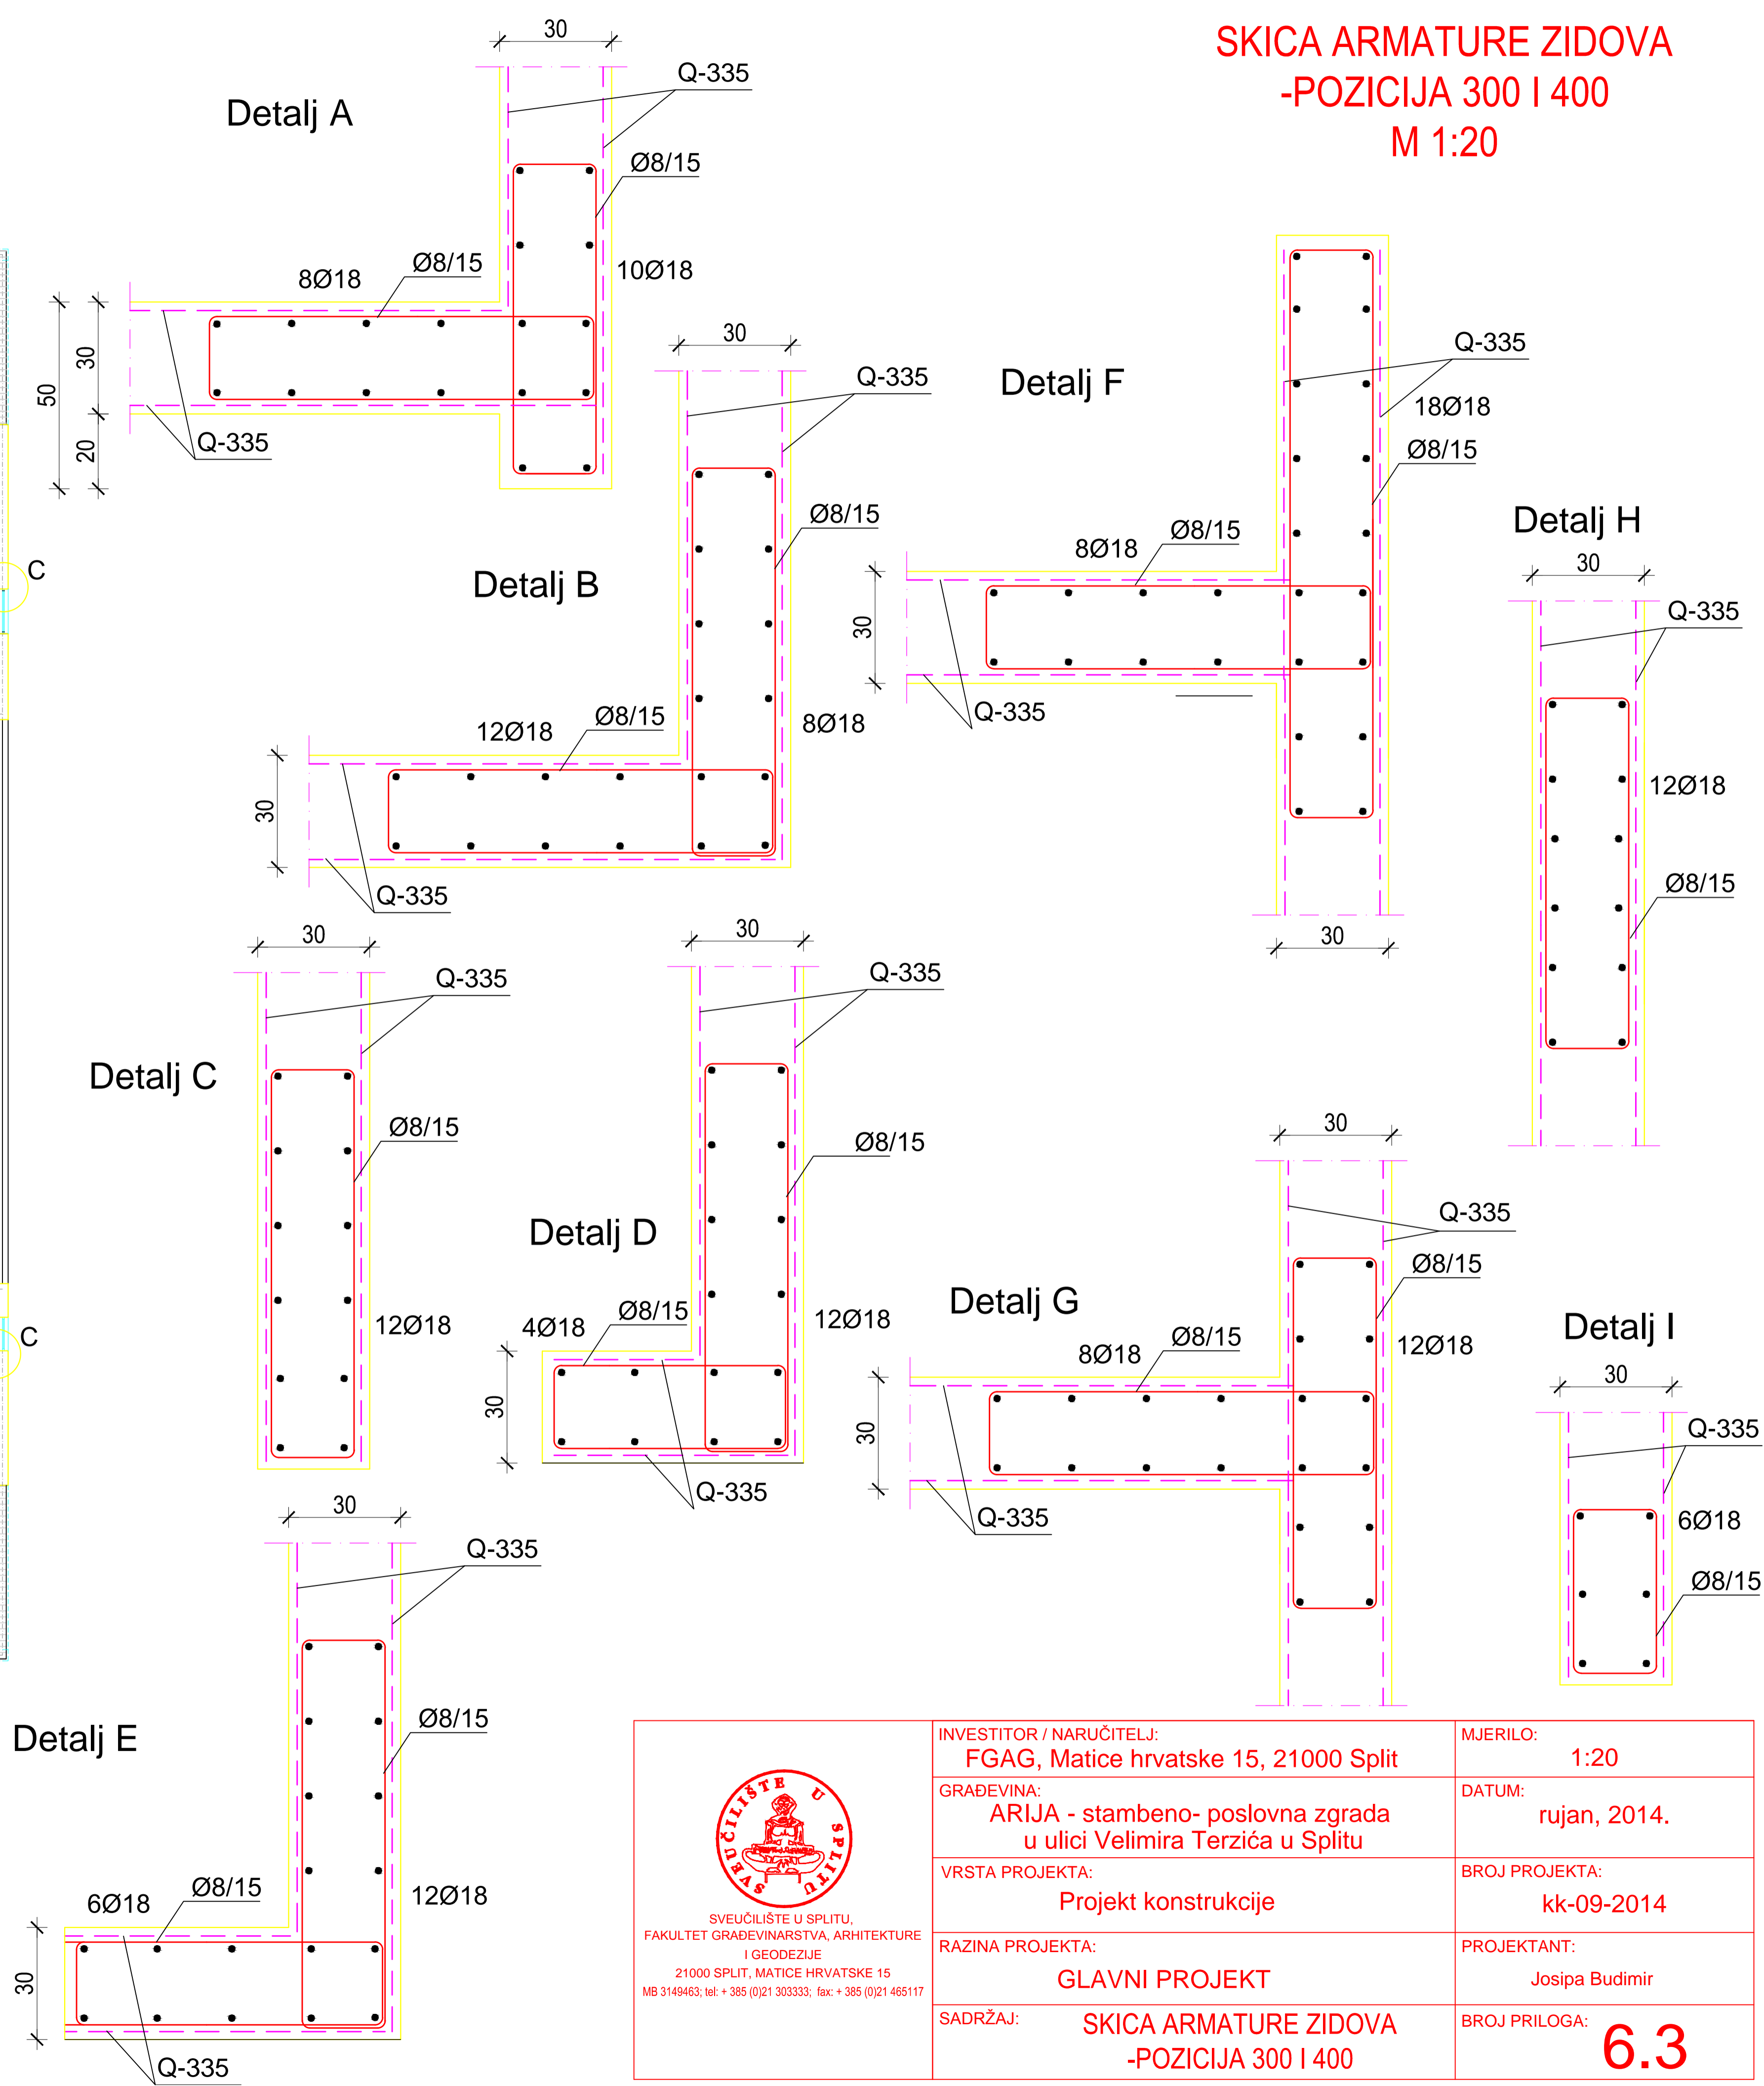 SKICA ARMATURE ZIDOVA
-POZICIJA 300 I 400
M 1:20
Detalj A
30
Q-335
Ø8/15
8Ø18
Ø8/15
10Ø18
50
30
20
Q-335
Detalj B
30
Q-335
Ø8/15
12Ø18
Ø8/15
8Ø18
30
Q-335
Detalj F
Q-335
18Ø18
Ø8/15
8Ø18
Ø8/15
30
Q-335
30
Detalj H
30
Q-335
12Ø18
Ø8/15
C
C
Detalj C
30
Q-335
Ø8/15
12Ø18
Detalj D
30
Q-335
Ø8/15
4Ø18
Ø8/15
12Ø18
30
Q-335
Detalj G
30
Q-335
Ø8/15
8Ø18
Ø8/15
12Ø18
30
Q-335
Detalj I
30
Q-335
6Ø18
Ø8/15
Detalj E
30
Q-335
Ø8/15
6Ø18
Ø8/15
12Ø18
30
Q-335
SVEUČILIŠTE U SPLITU
SVEUČILIŠTE U SPLITU,
FAKULTET GRAĐEVINARSTVA, ARHITEKTURE
I GEODEZIJE
21000 SPLIT, MATICE HRVATSKE 15
MB 3149463; tel: + 385 (0)21 303333; fax: + 385 (0)21 465117
INVESTITOR / NARUČITELJ:
FGAG, Matice hrvatske 15, 21000 Split
MJERILO:
1:20
GRAĐEVINA:
ARIJA - stambeno- poslovna zgrada
u ulici Velimira Terzića u Splitu
DATUM:
rujan, 2014.
VRSTA PROJEKTA:
Projekt konstrukcije
BROJ PROJEKTA:
kk-09-2014
RAZINA PROJEKTA:
GLAVNI PROJEKT
PROJEKTANT:
Josipa Budimir
SADRŽAJ:
SKICA ARMATURE ZIDOVA
-POZICIJA 300 I 400
BROJ PRILOGA:
6.3